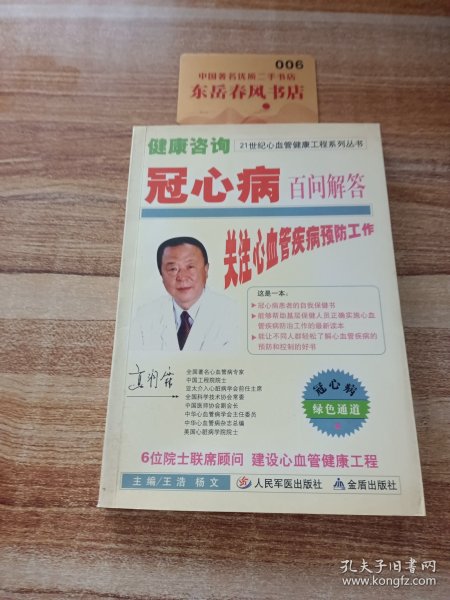 006
中国著名优质二手书店
东岳春风书店
健康咨询
21世纪心血管健康工程系列丛书
冠心病 百问解答
关注心血管疾病预防工作
这是一本。
▶冠心病患者的自我保健书
▶能够帮助基层保健人员正确实施心血
管疾病防治工作的最新读本
▶能让不同人群轻松了解心血管疾病的
预防和控制的好书
全国著名心血管病专家
中国工程院院士
亚太介入心脏病学会前任主席
全国科学技术协会常委
中国医师协会副会长
中华心血管病学会主任委员
中华心血管病杂志总编
美国心脏病学院院士
冠心病
绿色通道
6位院士联席顾问 建设心血管健康工程
主编/王浩 杨文
人民军医出版社
金盾出版社
孔夫子旧书网
www.kongfz.com